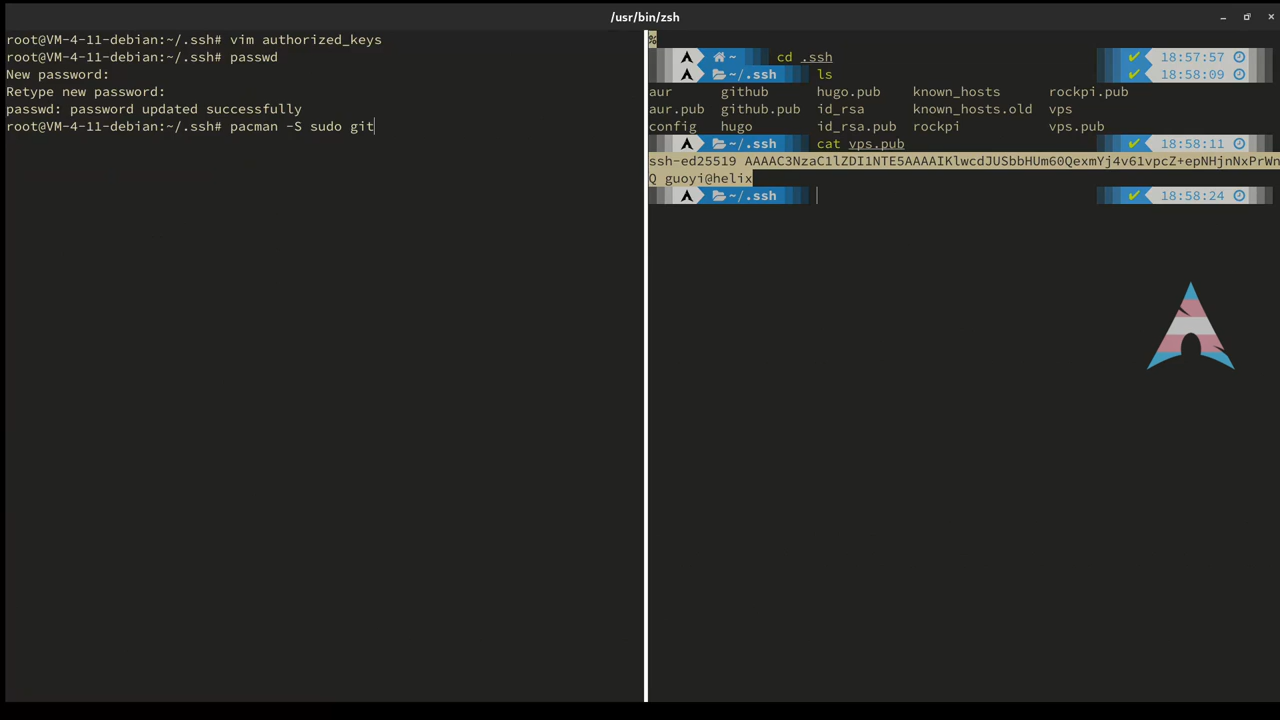 /usr/bin/zsh
root@VM-4-11-debian:~/.ssh# vim authorized_keys
root@VM-4-11-debian:~/.ssh# passwd
New password:
Retype new password:
passwd: password updated successfully
root@VM-4-11-debian:~/.ssh# pacman -S sudo git
%
~ cd .ssh 18:57:57
~/.ssh ls 18:58:09
aur github hugo.pub known_hosts rockpi.pub
aur.pub github.pub id_rsa known_hosts.old vps
config hugo id_rsa.pub rockpi vps.pub
~/.ssh cat vps.pub 18:58:11
ssh-ed25519 AAAAC3NzaC1lZDI1NTE5AAAAIKlwcdJUSbbHUm60QexmYj4v61vpcZ+epNHjnNxPrWn
Q guoyi@helix
~/.ssh 18:58:24